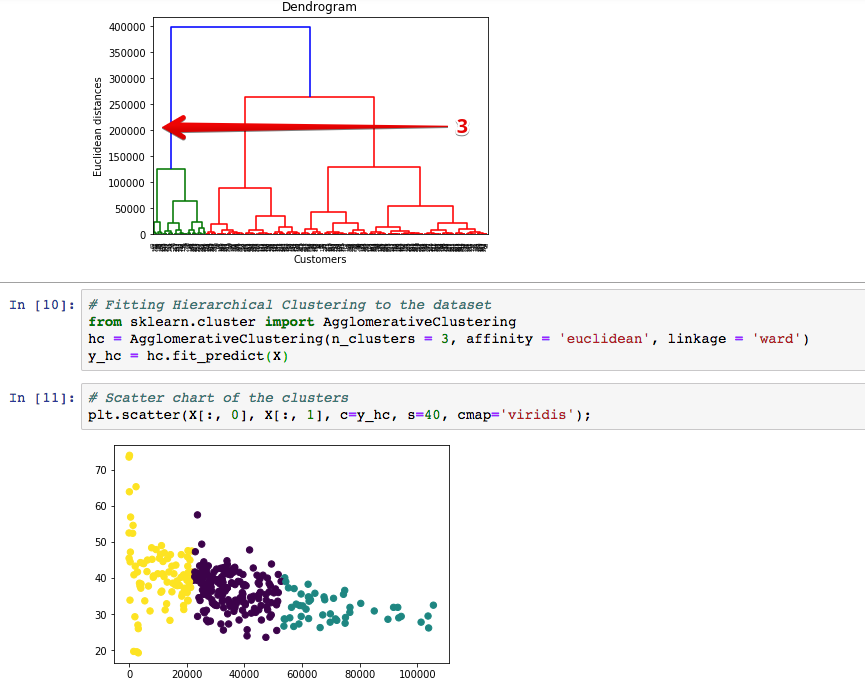 Dendrogram
400000
350000
300000
250000
200000
150000
100000
50000
0
Euclidean distances
3
Customers
In [10]:
# Fitting Hierarchical Clustering to the dataset
from sklearn.cluster import AgglomerativeClustering
hc = AgglomerativeClustering(n_clusters = 3, affinity = 'euclidean', linkage = 'ward')
y_hc = hc.fit_predict(X)
In [11]:
# Scatter chart of the clusters
plt.scatter(X[:, 0], X[:, 1], c=y_hc, s=40, cmap='viridis');
70
60
50
40
30
20
0 20000 40000 60000 80000 100000